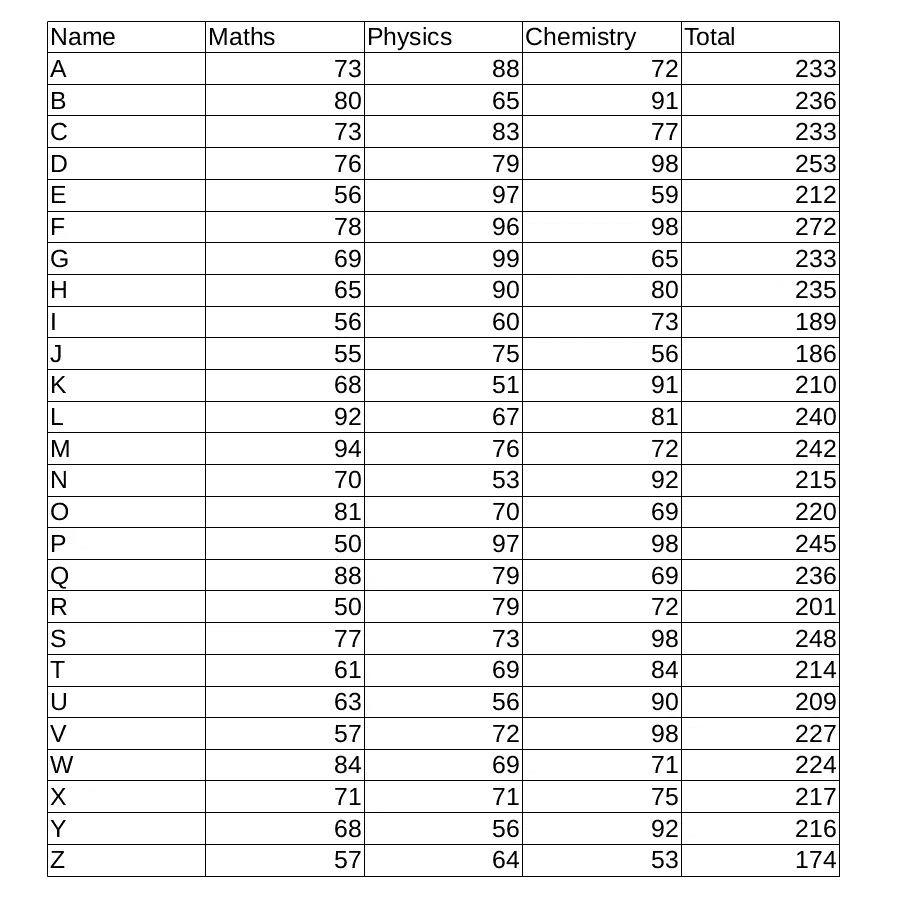 Name Maths Physics Chemistry Total
A 73 88 72 233
B 80 65 91 236
C 73 83 77 233
D 76 79 98 253
E 56 97 59 212
F 78 96 98 272
G 69 99 65 233
H 65 90 80 235
I 56 60 73 189
J 55 75 56 186
K 68 51 91 210
L 92 67 81 240
M 94 76 72 242
N 70 53 92 215
O 81 70 69 220
P 50 97 98 245
Q 88 79 69 236
R 50 79 72 201
S 77 73 98 248
T 61 69 84 214
U 63 56 90 209
V 57 72 98 227
W 84 69 71 224
X 71 71 75 217
Y 68 56 92 216
Z 57 64 53 174